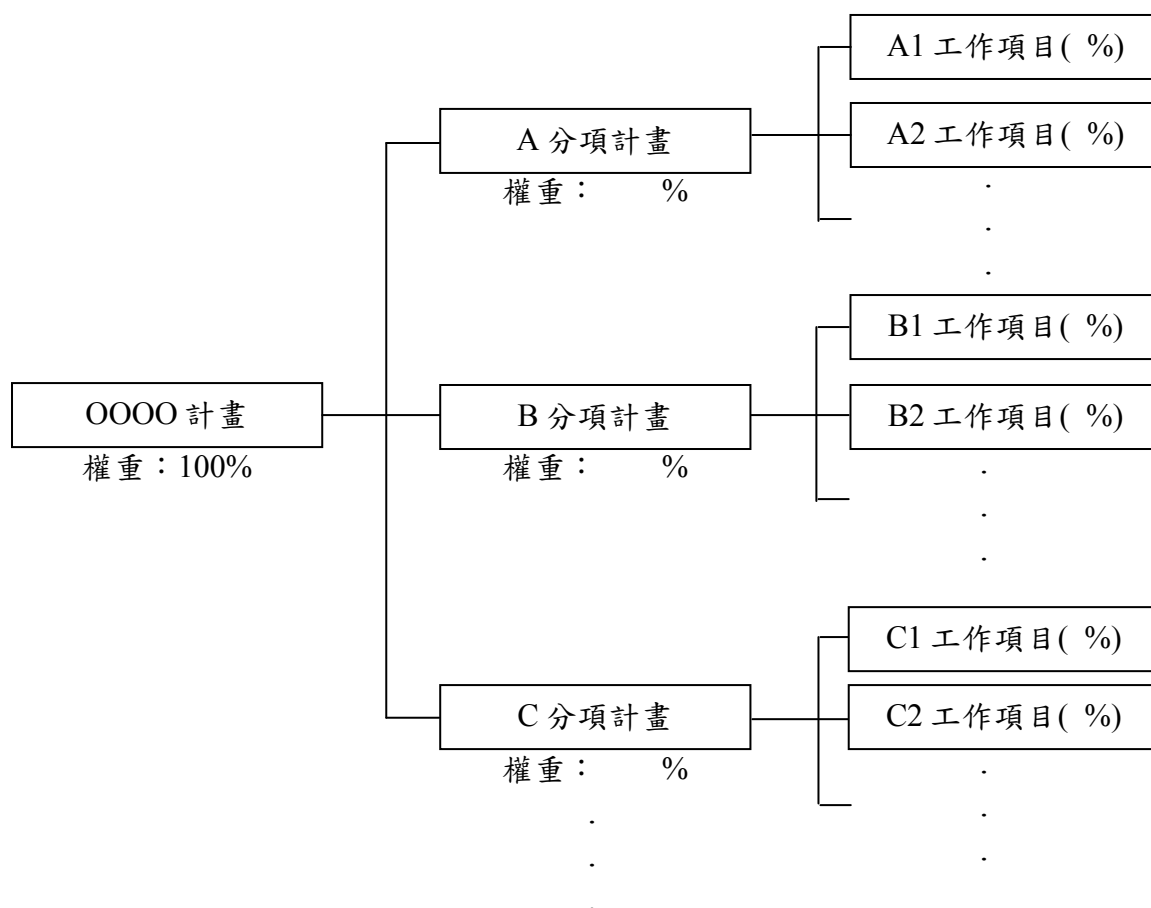 OOOO 計畫
權重：100%
A 分項計畫
權重：　　%
A1 工作項目( %)
A2 工作項目( %)
.
.
.
B 分項計畫
權重：　　%
B1 工作項目( %)
B2 工作項目( %)
.
.
.
C 分項計畫
權重：　　%
C1 工作項目( %)
C2 工作項目( %)
.
.
.
.
.
.